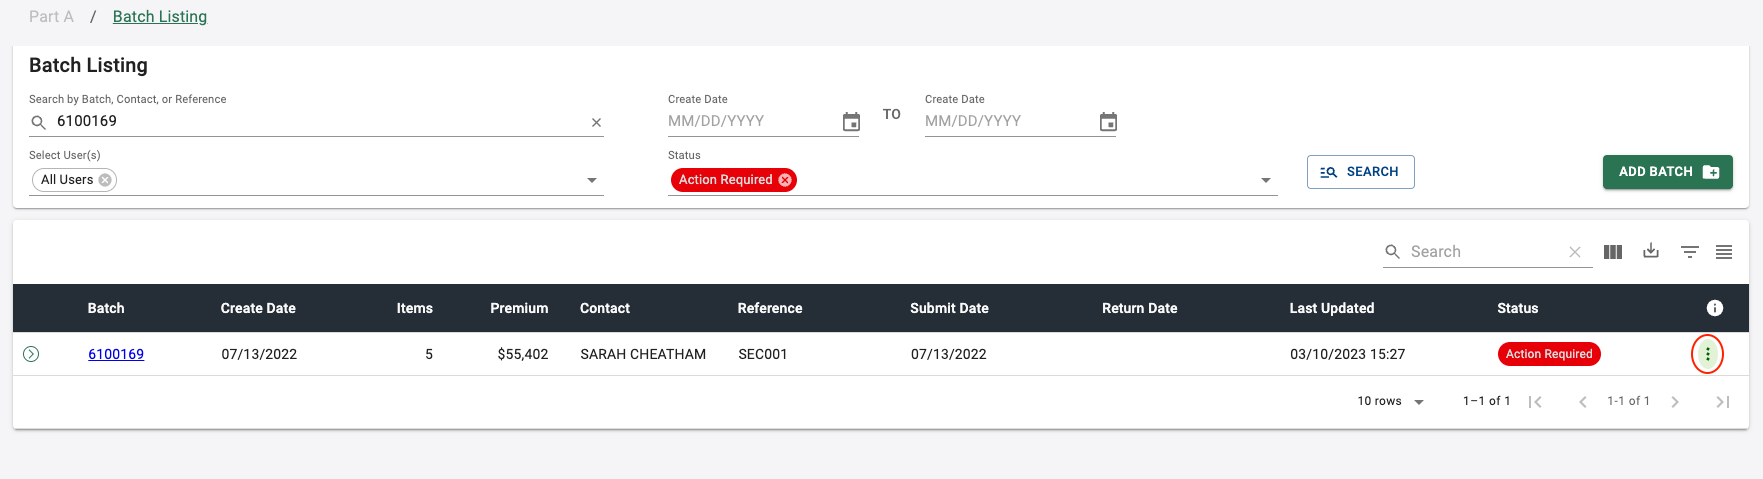 Part A / Batch Listing
Batch Listing
Search by Batch, Contact, or Reference
6100169
Create Date
MM/DD/YYYY
TO
Create Date
MM/DD/YYYY
Select User(s)
All Users
Status
Action Required
SEARCH
ADD BATCH
Search
Batch Create Date Items Premium Contact Reference Submit Date Return Date Last Updated Status
6100169 07/13/2022 5 $55,402 SARAH CHEATHAM SEC001 07/13/2022 03/10/2023 15:27 Action Required
10 rows 1–1 of 1 1-1 of 1